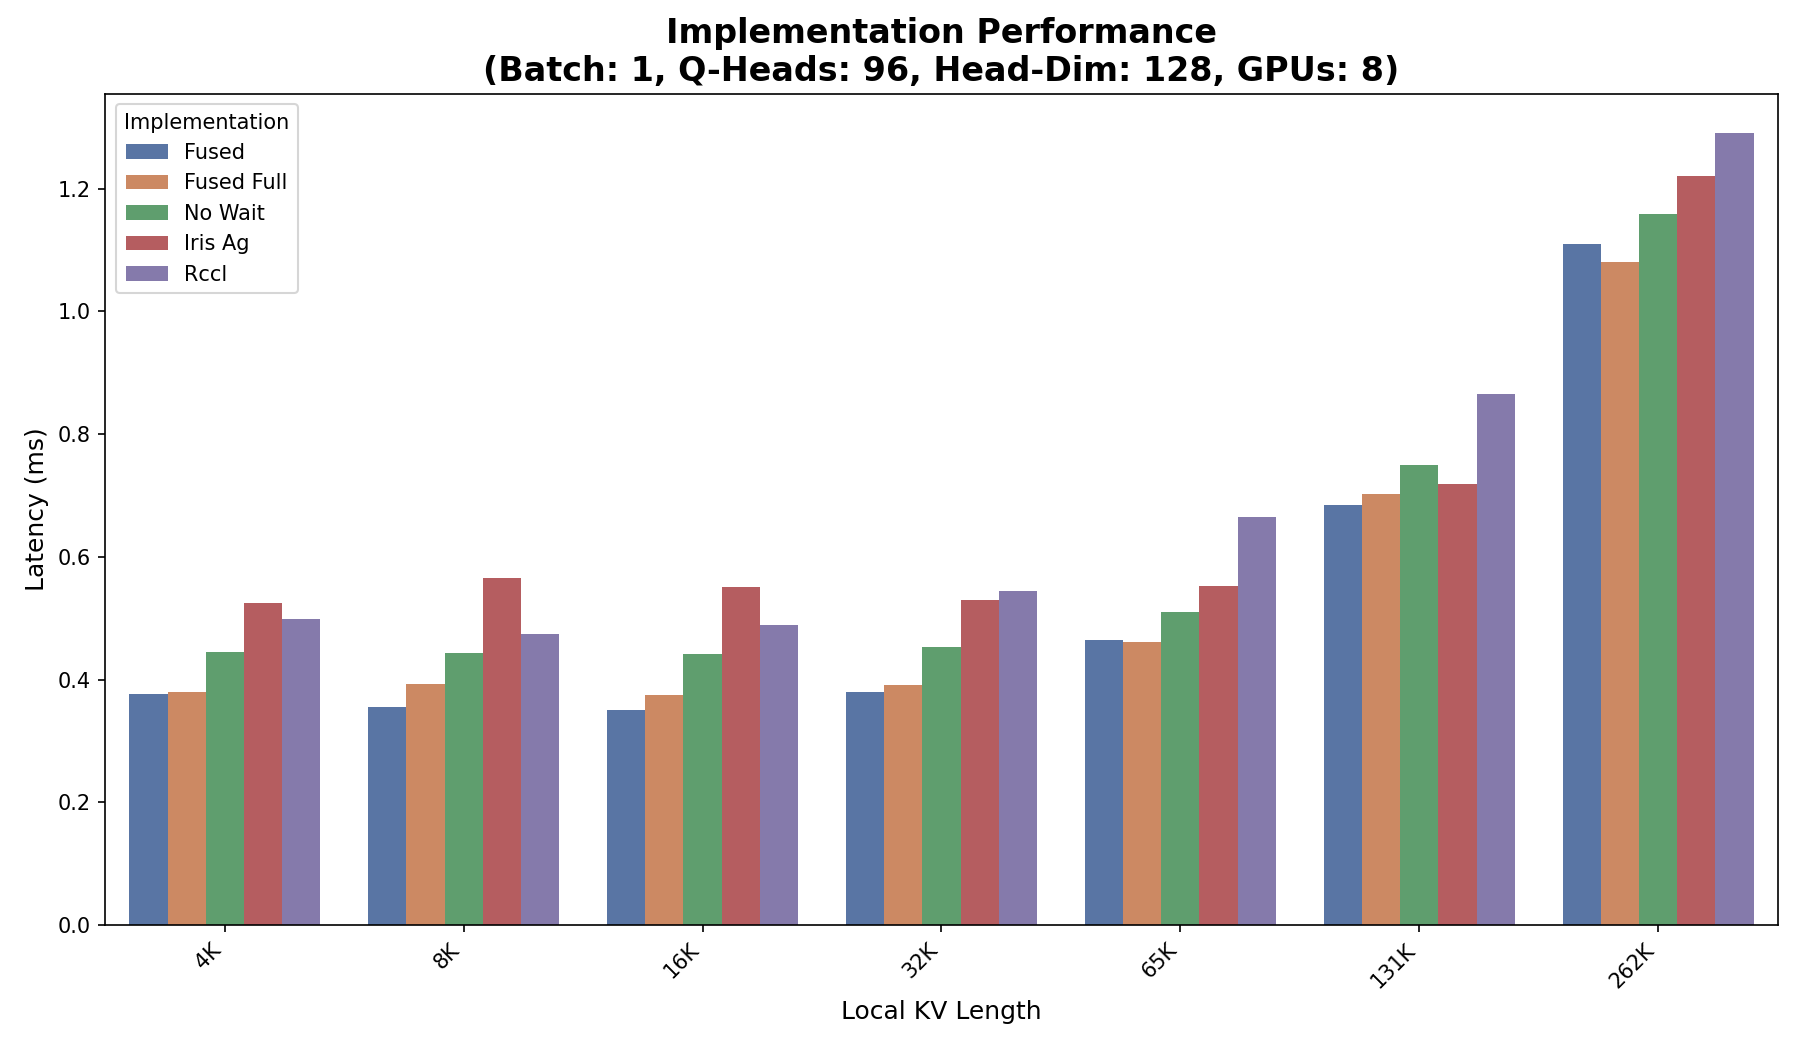 Implementation Performance
(Batch: 1, Q-Heads: 96, Head-Dim: 128, GPUs: 8)
Implementation
Fused
Fused Full
No Wait
Iris Ag
Rccl
Latency (ms)
1.2
1.0
0.8
0.6
0.4
0.2
0.0
4K
8K
16K
32K
65K
131K
262K
Local KV Length